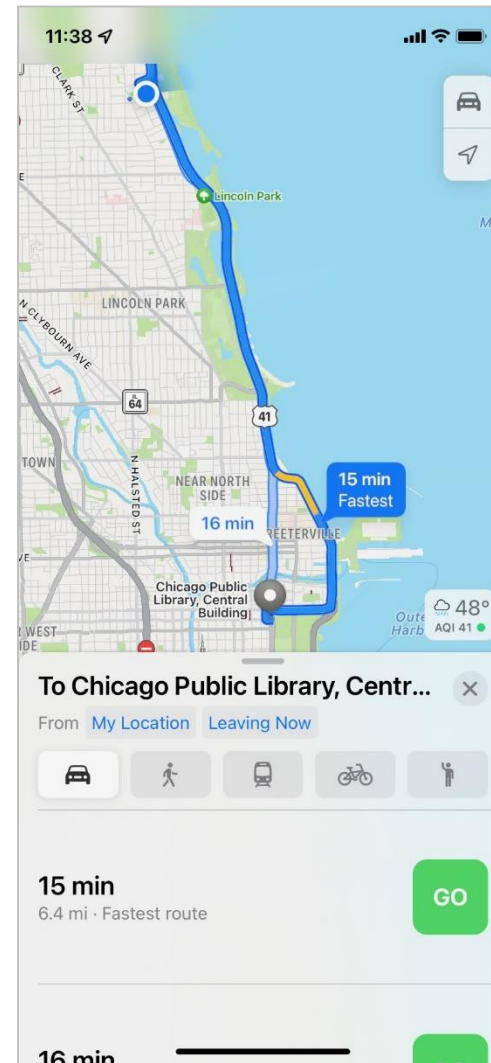 11:38
CLARK ST
Lincoln Park
LINCOLN PARK
N CLYBOURN AVE
IL
64
41
TOWN
N HALSTED ST
NEAR NORTH
SIDE
15 min
Fastest
16 min
REETERVILLE
Chicago Public
Library, Central
Building
Oute
Harb
48°
AQI 41
WEST
IDE
To Chicago Public Library, Centr...
From My Location Leaving Now
15 min
6.4 mi · Fastest route
GO
16 min